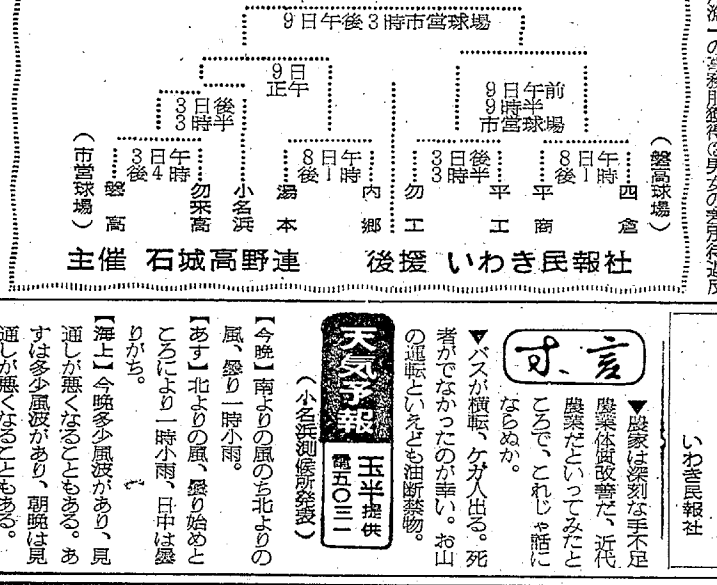 9日午後3時市営球場
9日
正午
9日午前
9時半
市営球場
3日後
3時半
3日午
後4時
8日午
後1時
3日後
3時半
8日午
後1時
(磐高球場)
四倉
平商
平工
勿工
内郷
湯本
小名浜
勿来高
磐高
(市営球場)
主催 石城高野連 後援 いわき民報社
いわき民報社
寸言
▼農家は深刻な手不足
農業体質改善だ、近代
農業だといってみたと
ころで、これじゃ話に
ならぬか。
▼バスが横転、ケガ人出る。死
者がでなかったのが幸い。お山
の運転といえども油断禁物。
天気予報
玉半提供
電五〇三二
(小名浜測候所発表)
【今晩】南よりの風のち北よりの
風、曇り一時小雨。
【あす】北よりの風、曇り始めと
ころにより一時小雨、日中は曇
りがち。
【海上】今晩多少風波があり、見
通しが悪くなることもある。あ
すは多少風波があり、朝晩は見
通しが悪くなることもある。